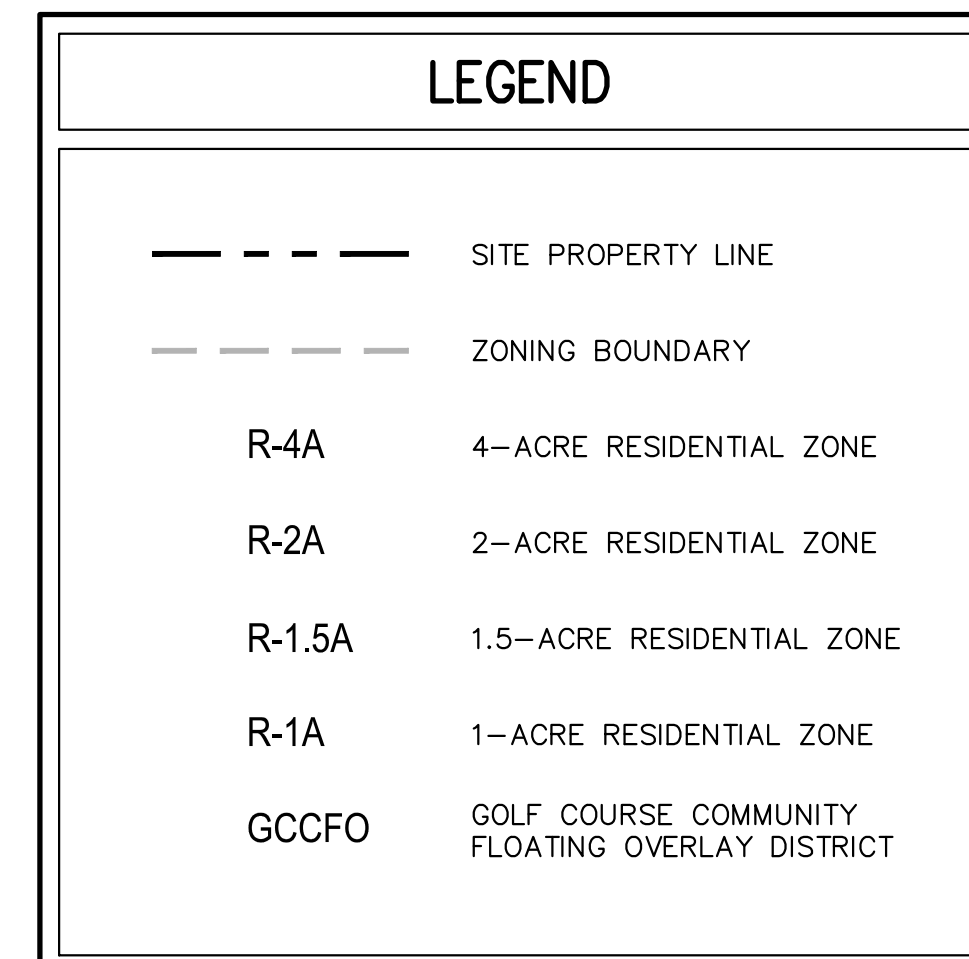 LEGEND
SITE PROPERTY LINE
ZONING BOUNDARY
R-4A 4-ACRE RESIDENTIAL ZONE
R-2A 2-ACRE RESIDENTIAL ZONE
R-1.5A 1.5-ACRE RESIDENTIAL ZONE
R-1A 1-ACRE RESIDENTIAL ZONE
GCCFO GOLF COURSE COMMUNITY
FLOATING OVERLAY DISTRICT